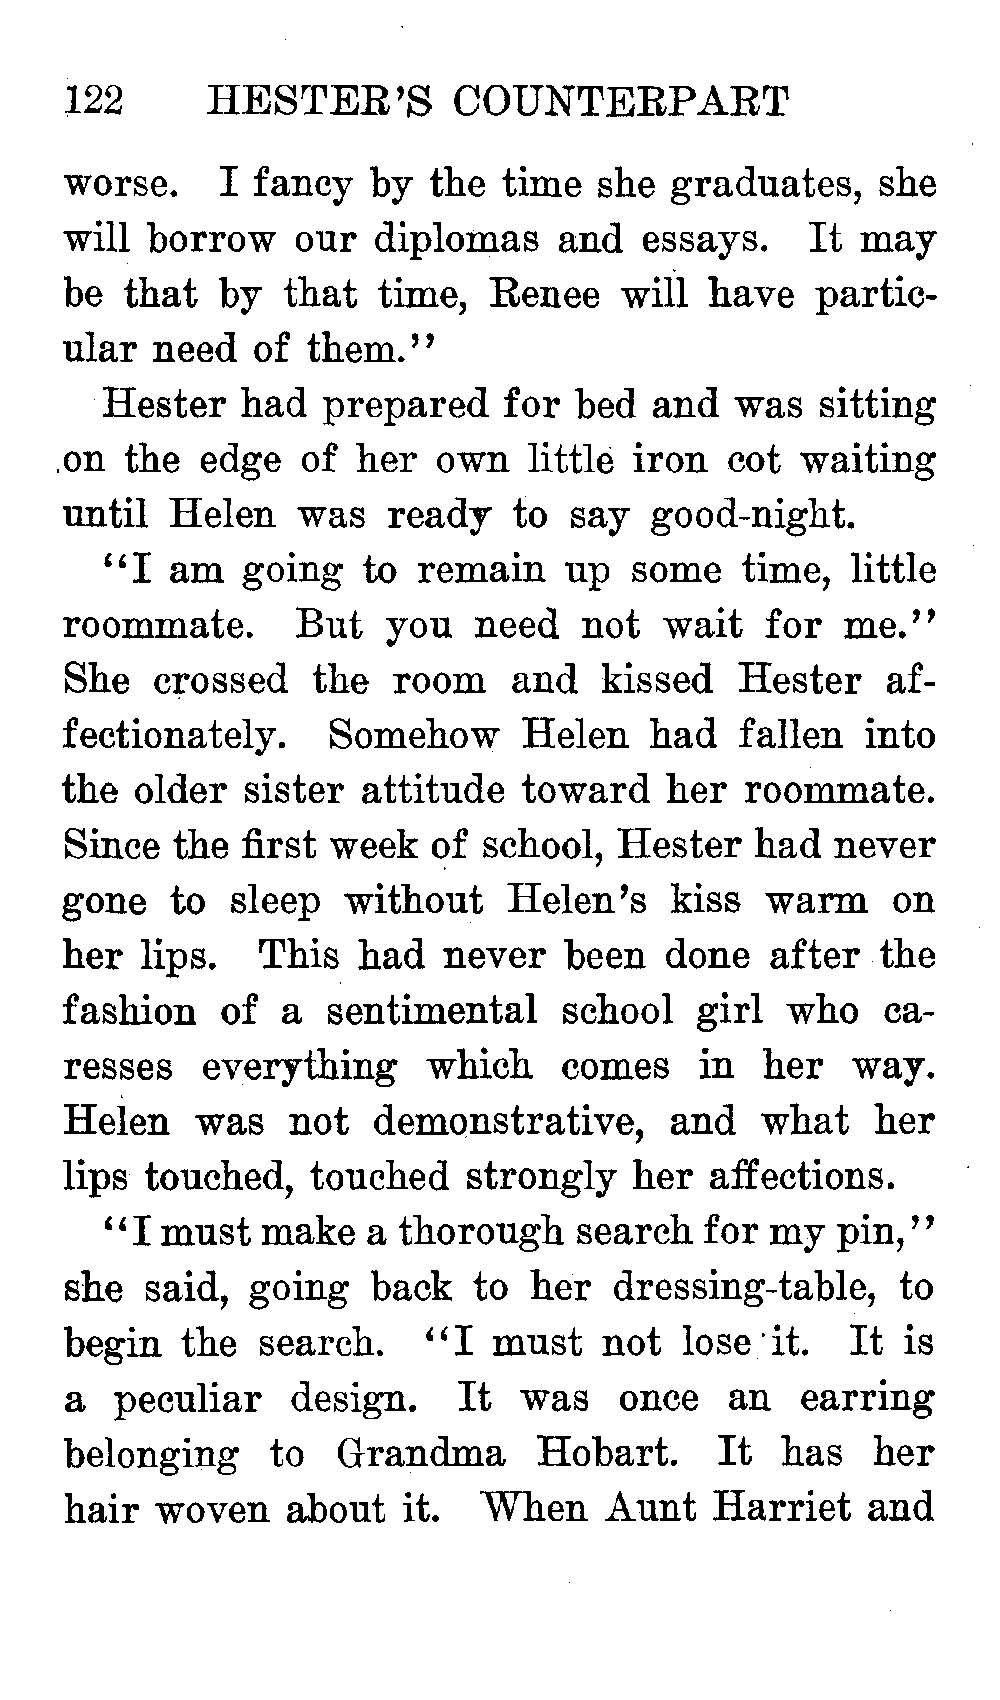 122 HESTER'S COUNTERPART
worse. I fancy by the time she graduates, she
will borrow our diplomas and essays. It may
be that by that time, Renee will have partic-
ular need of them.''
Hester had prepared for bed and was sitting
on the edge of her own little iron cot waiting
until Helen was ready to say good-night.
''I am going to remain up some time, little
roommate. But you need not wait for me.''
She crossed the room and kissed Hester af-
fectionately. Somehow Helen had fallen into
the older sister attitude toward her roommate.
Since the first week of school, Hester had never
gone to sleep without Helen's kiss warm on
her lips. This had never been done after the
fashion of a sentimental school girl who ca-
resses everything which comes in her way.
Helen was not demonstrative, and what her
lips touched, touched strongly her affections.
''I must make a thorough search for my pin,''
she said, going back to her dressing-table, to
begin the search. ''I must not lose it. It is
a peculiar design. It was once an earring
belonging to Grandma Hobart. It has her
hair woven about it. When Aunt Harriet and